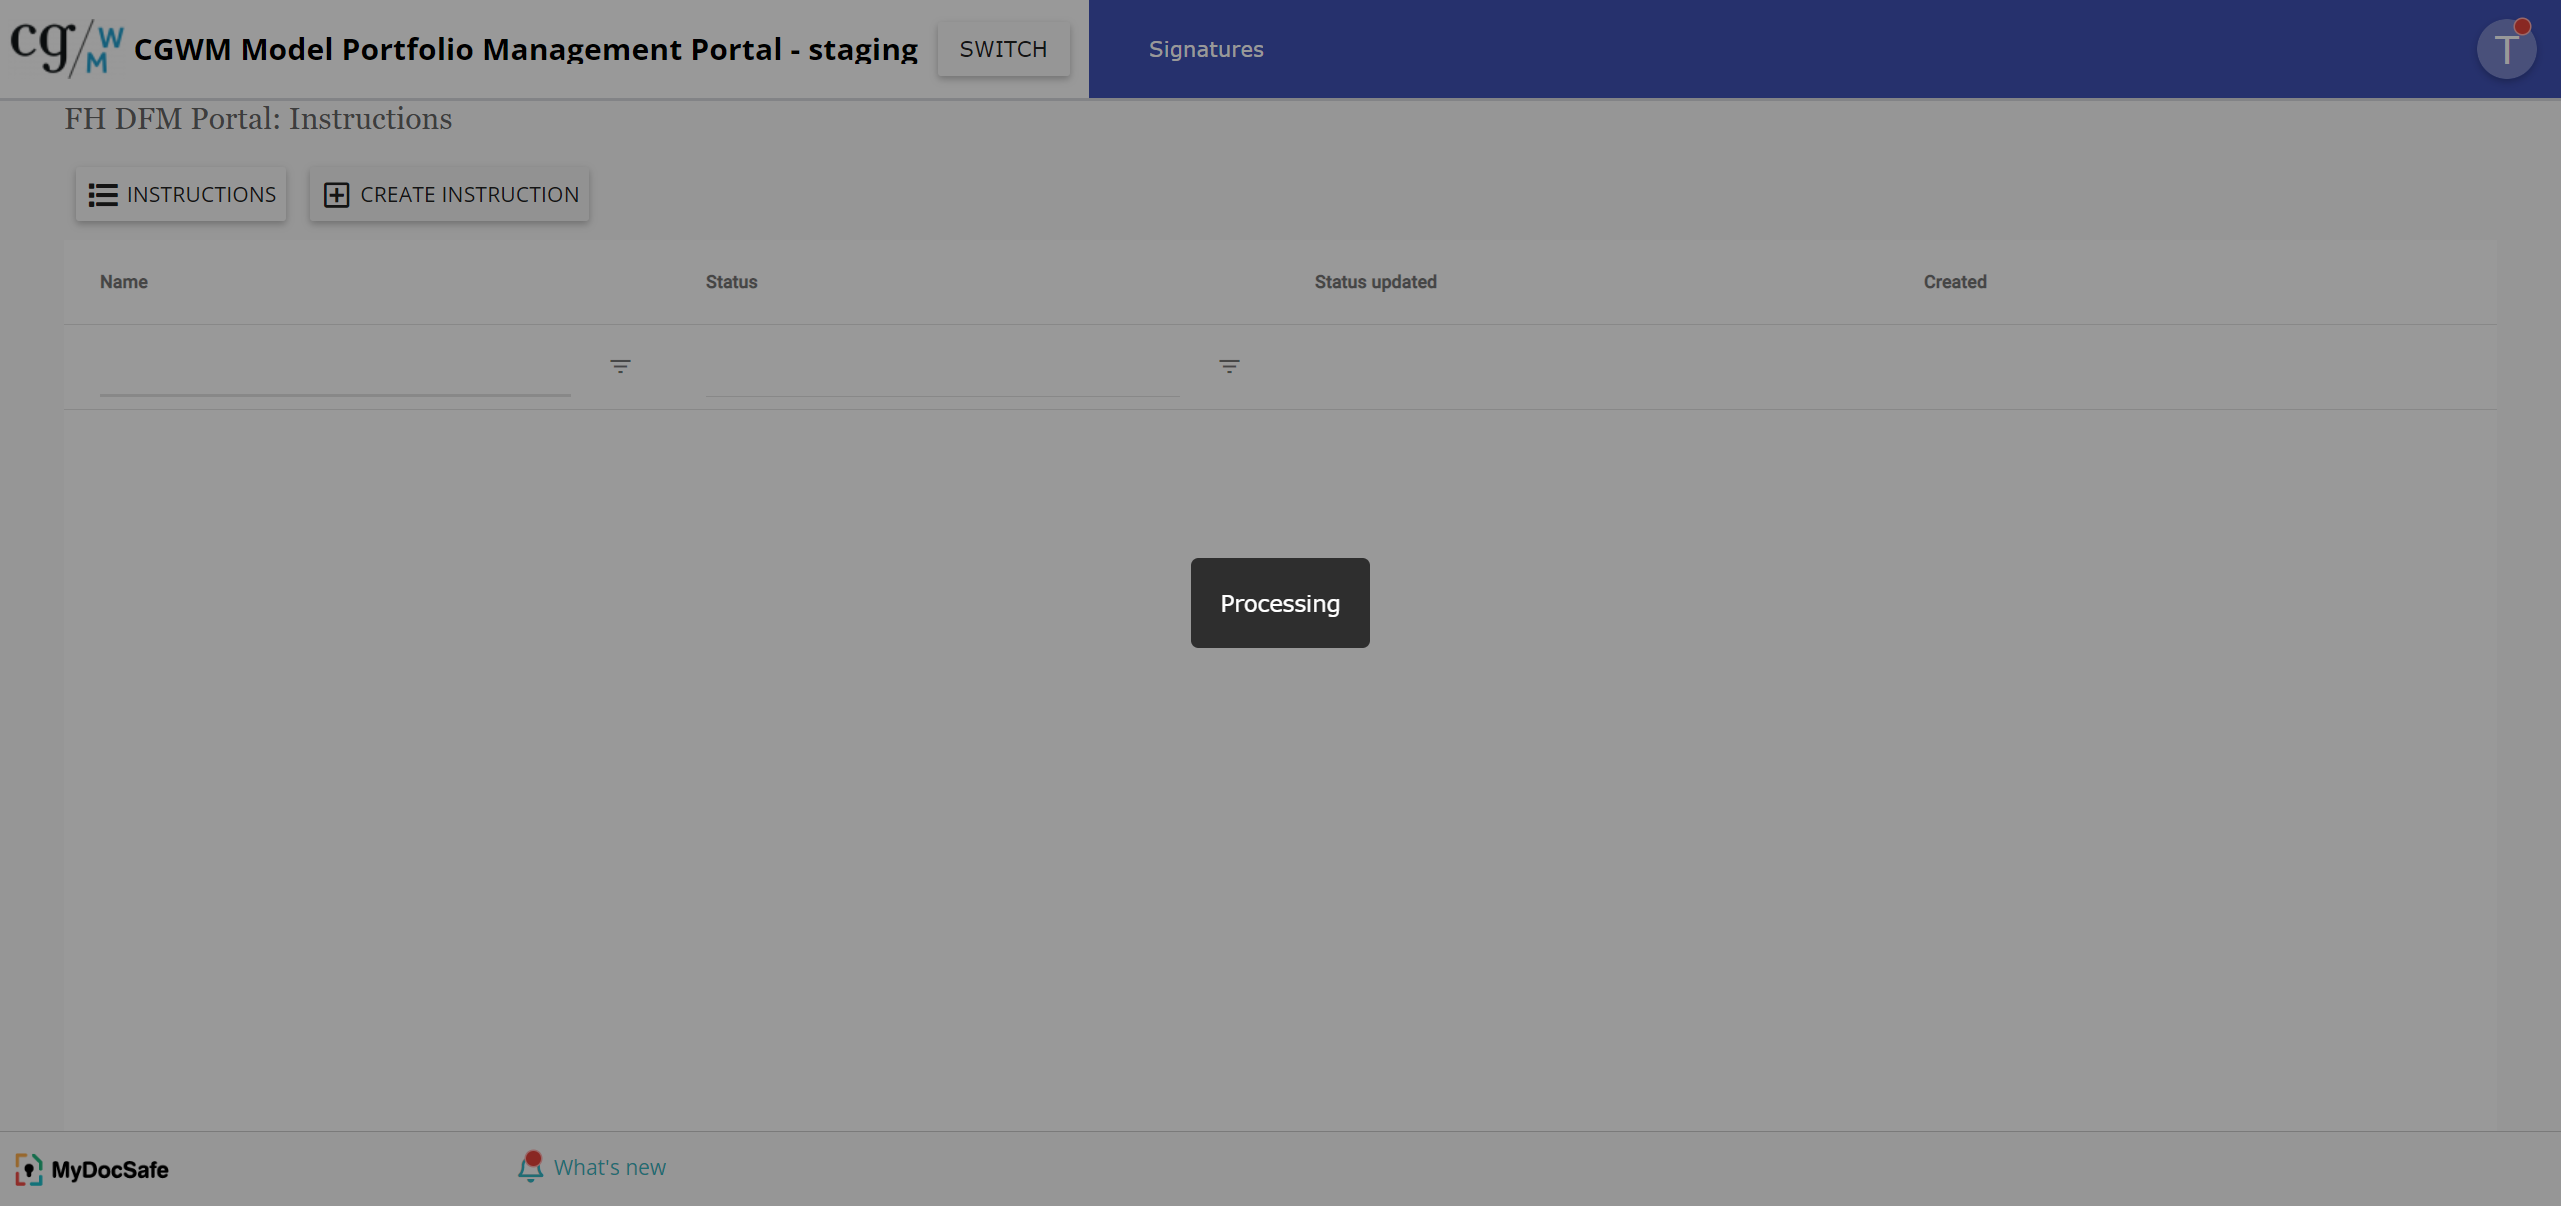 cg/WM CGWM Model Portfolio Management Portal - staging SWITCH Signatures T
FH DFM Portal: Instructions
INSTRUCTIONS CREATE INSTRUCTION
Name Status Status updated Created
Processing
MyDocSafe What's new